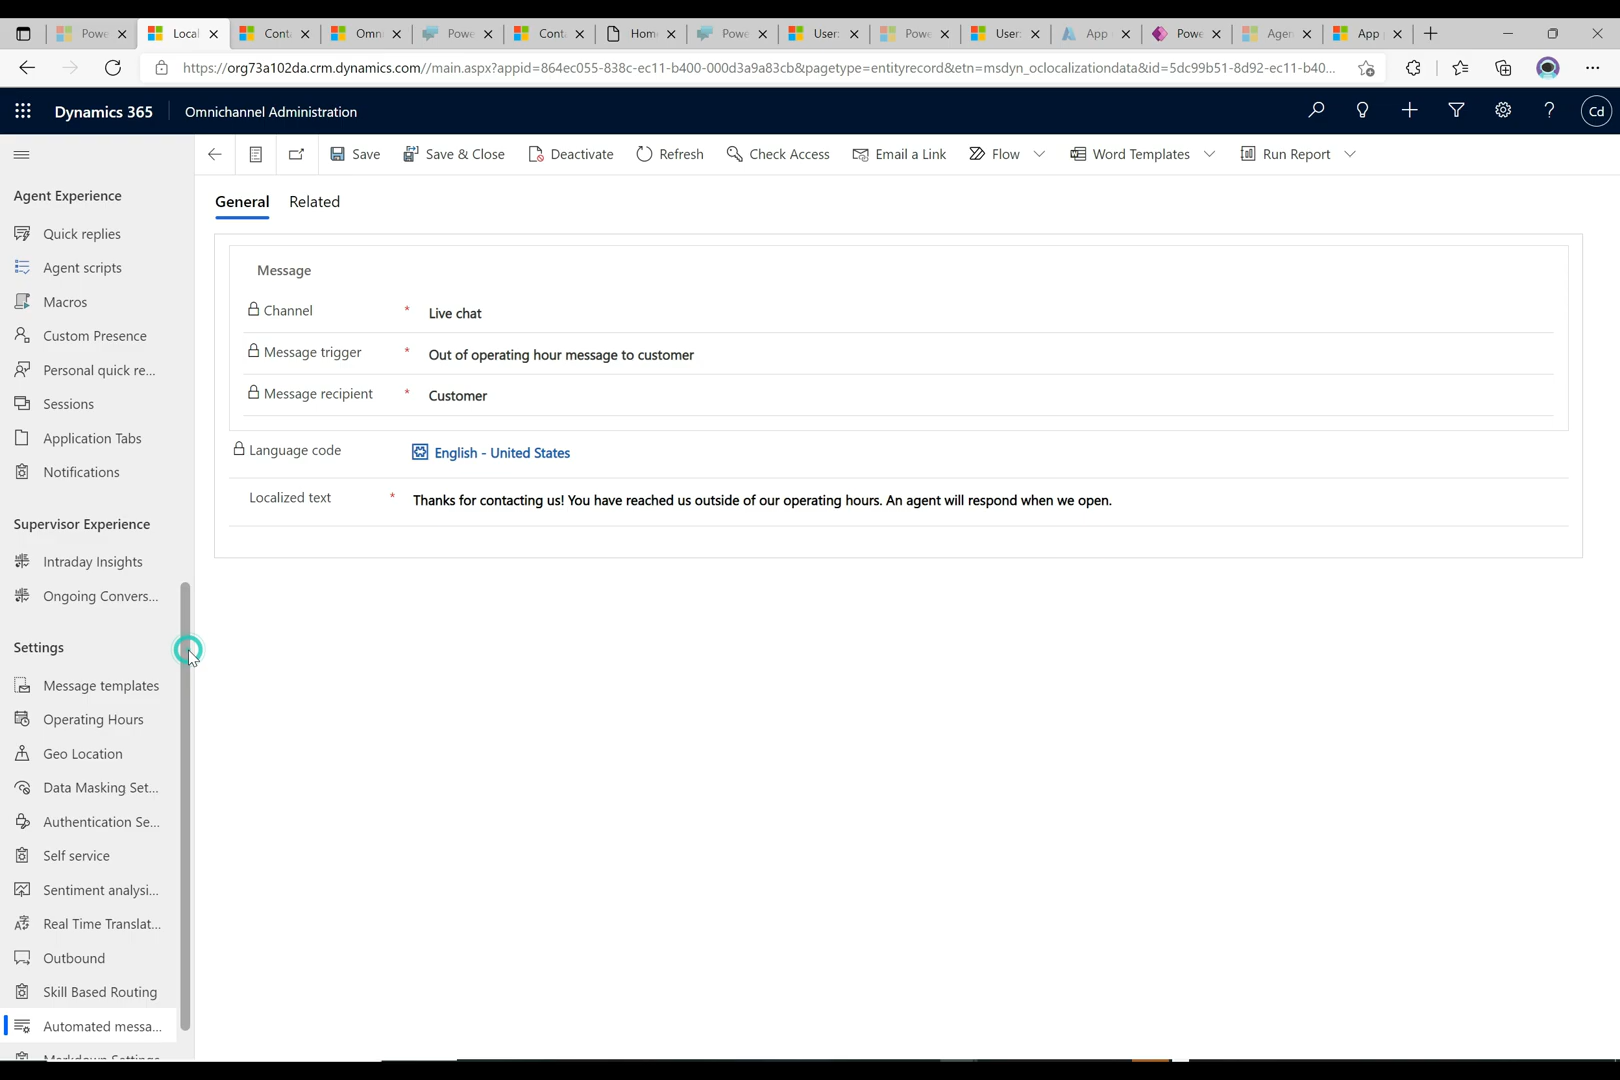 Powe
Local
Cont
Omn
Powe
Cont
Hom
Powe
User:
Powe
User:
App
Powe
Agen
App
https://org73a102da.crm.dynamics.com//main.aspx?appid=864ec055-838c-ec11-b400-000d3a9a83cb&pagetype=entityrecord&etn=msdyn_oclocalizationdata&id=5dc99b51-8d92-ec11-b40...
Dynamics 365
Omnichannel Administration
Cd
Save
Save & Close
Deactivate
Refresh
Check Access
Email a Link
Flow
Word Templates
Run Report
Agent Experience
Quick replies
Agent scripts
Macros
Custom Presence
Personal quick re...
Sessions
Application Tabs
Notifications
Supervisor Experience
Intraday Insights
Ongoing Convers...
Settings
Message templates
Operating Hours
Geo Location
Data Masking Set...
Authentication Se...
Self service
Sentiment analysi...
Real Time Translat...
Outbound
Skill Based Routing
Automated messa...
Markdown Settings
General
Related
Message
Channel * Live chat
Message trigger * Out of operating hour message to customer
Message recipient * Customer
Language code English - United States
Localized text * Thanks for contacting us! You have reached us outside of our operating hours. An agent will respond when we open.